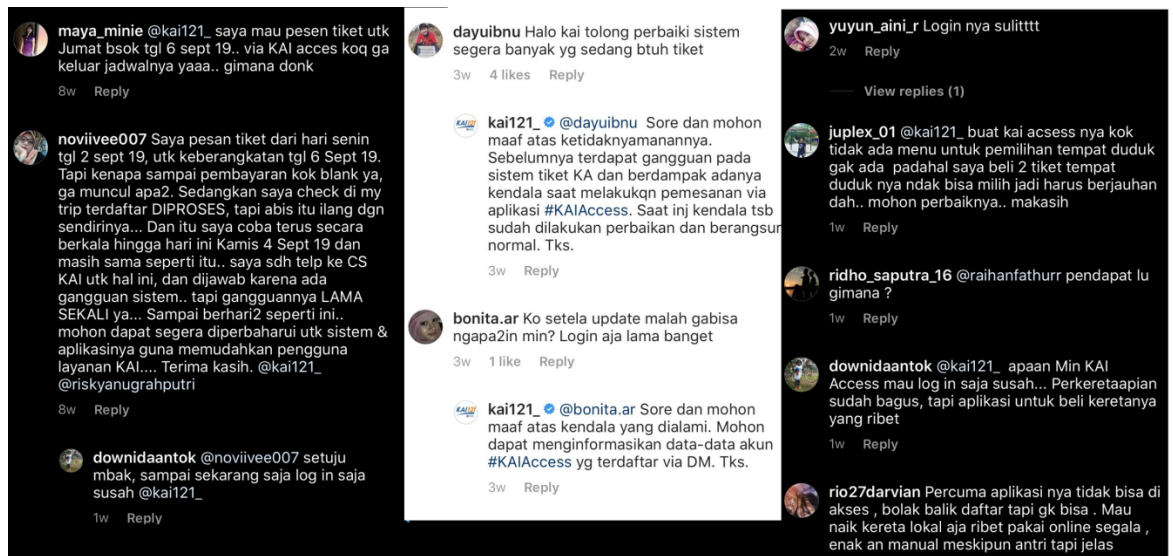 maya_minie @kai121_ saya mau pesen tiket utk
Jumat bsok tgl 6 sept 19.. via KAI acces koq ga
keluar jadwalnya yaaa.. gimana donk
8w Reply
noviivee007 Saya pesan tiket dari hari senin
tgl 2 sept 19, utk keberangkatan tgl 6 Sept 19.
Tapi kenapa sampai pembayaran kok blank ya,
ga muncul apa2. Sedangkan saya check di my
trip terdaftar DIPROSES, tapi abis itu ilang dgn
sendirinya... Dan itu saya coba terus secara
berkala hingga hari ini Kamis 4 Sept 19 dan
masih sama seperti itu.. saya sdh telp ke CS
KAI utk hal ini, dan dijawab karena ada
gangguan sistem.. tapi gangguannya LAMA
SEKALI ya... Sampai berhari2 seperti ini..
mohon dapat segera diperbaharui utk sistem &
aplikasinya guna memudahkan pengguna
layanan KAI.... Terima kasih. @kai121_
@riskyanugrahputri
8w Reply
downidaantok @noviivee007 setuju
mbak, sampai sekarang saja log in saja
susah @kai121_
1w Reply
dayuibnu Halo kai tolong perbaiki sistem
segera banyak yg sedang btuh tiket
3w 4 likes Reply
KAI121
kai121_ @dayuibnu Sore dan mohon
maaf atas ketidaknyamanannya.
Sebelumnya terdapat gangguan pada
sistem tiket KA dan berdampak adanya
kendala saat melakukqn pemesanan via
aplikasi #KAIAccess. Saat inj kendala tsb
sudah dilakukan perbaikan dan berangsur
normal. Tks.
3w Reply
bonita.ar Ko setela update malah gabisa
ngapa2in min? Login aja lama banget
3w 1 like Reply
KAI121
kai121_ @bonita.ar Sore dan mohon
maaf atas kendala yang dialami. Mohon
dapat menginformasikan data-data akun
#KAIAccess yg terdaftar via DM. Tks.
3w Reply
yuyun_aini_r Login nya sulitttt
2w Reply
View replies (1)
juplex_01 @kai121_ buat kai acsess nya kok
tidak ada menu untuk pemilihan tempat duduk
gak ada padahal saya beli 2 tiket tempat
duduk nya ndak bisa milih jadi harus berjauhan
dah.. mohon perbaiknya.. makasih
1w Reply
ridho_saputra_16 @raihanfathurr pendapat lu
gimana ?
1w Reply
downidaantok @kai121_ apaan Min KAI
Access mau log in saja susah... Perkeretaapian
sudah bagus, tapi aplikasi untuk beli keretanya
yang ribet
1w Reply
rio27darvian Percuma aplikasi nya tidak bisa di
akses , bolak balik daftar tapi gk bisa . Mau
naik kereta lokal aja ribet pakai online segala ,
enak an manual meskipun antri tapi jelas